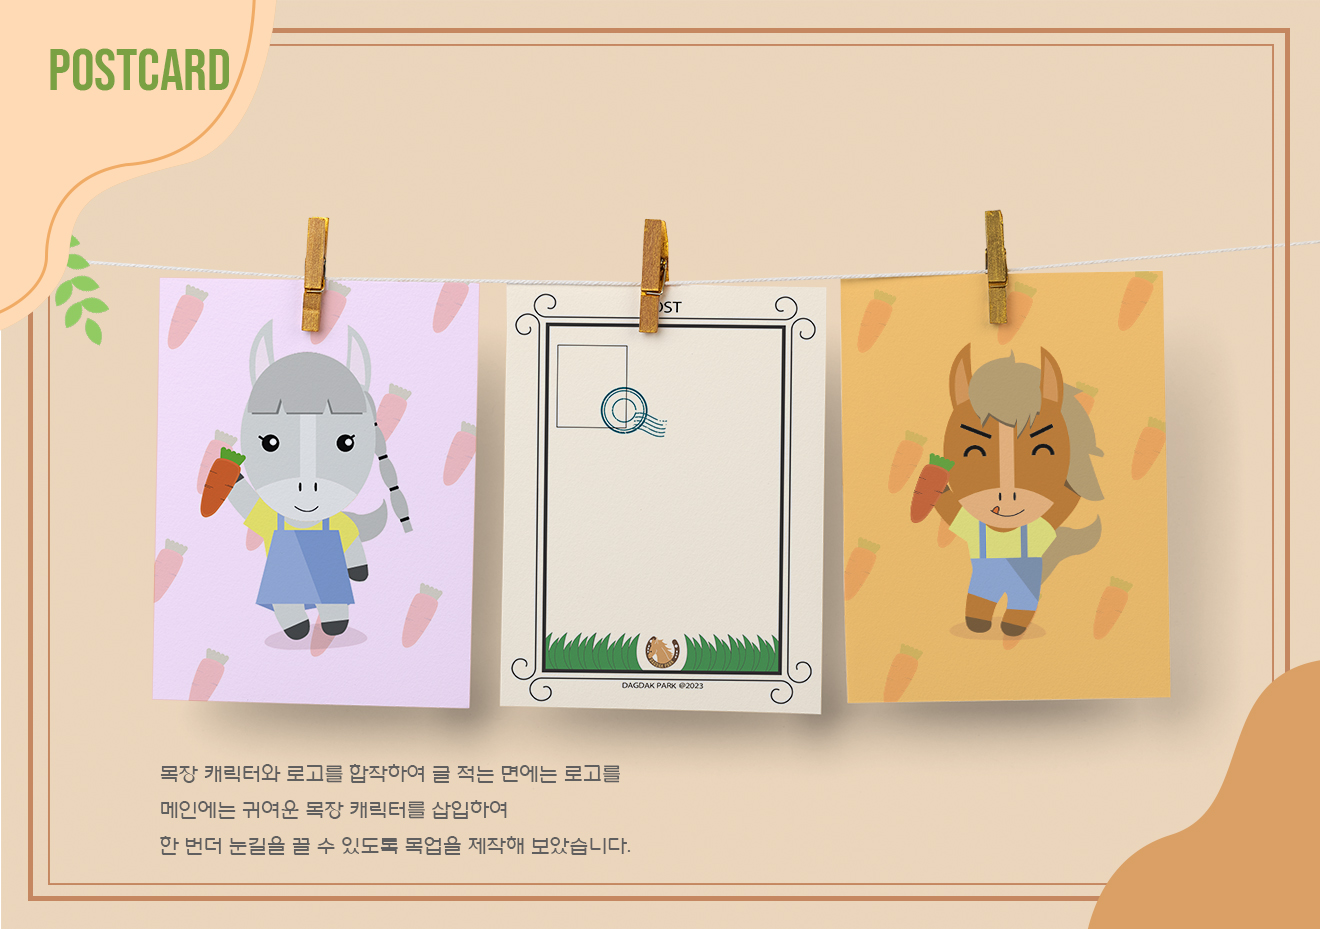 POSTCARD
OST
DAGDAK PARK @2023
목장 캐릭터와 로고를 합작하여 글 적는 면에는 로고를
메인에는 귀여운 목장 캐릭터를 삽입하여
한 번더 눈길을 끌 수 있도록 목업을 제작해 보았습니다.